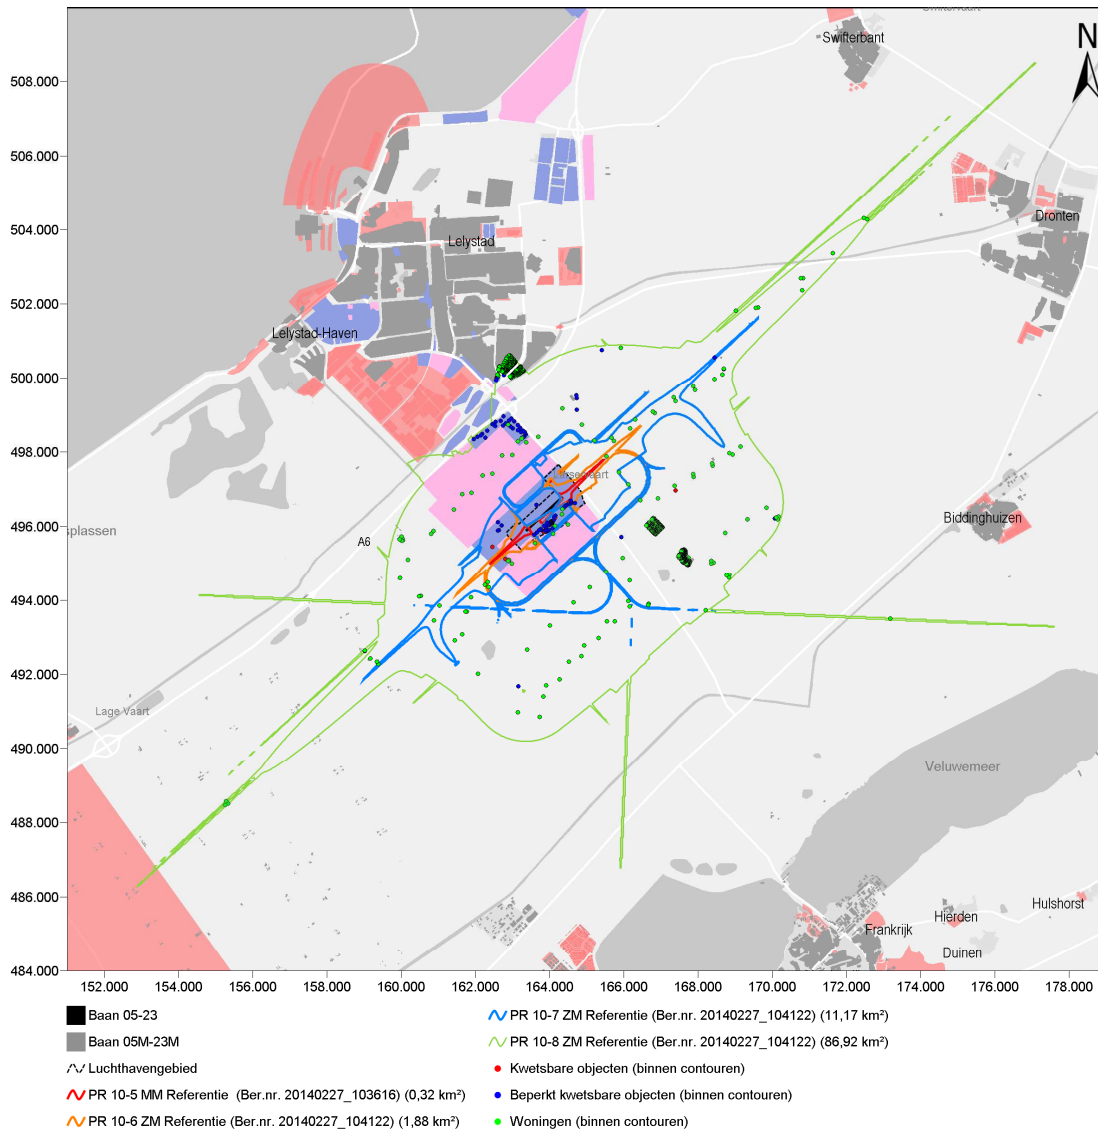 Swifterbant
N
508.000
506.000
504.000
502.000
500.000
498.000
496.000
494.000
492.000
490.000
488.000
486.000
484.000
Dronten
Lelystad
Lelystad-Haven
Biddinghuizen
splassen
A6
Lage Vaart
Veluwemeer
Hulshorst
Hierden
Frankrijk
Duinen
152.000 154.000 156.000 158.000 160.000 162.000 164.000 166.000 168.000 170.000 172.000 174.000 176.000 178.000
Baan 05-23
Baan 05M-23M
Luchthavengebied
PR 10-5 MM Referentie (Ber.nr. 20140227_103616) (0,32 km²)
PR 10-6 ZM Referentie (Ber.nr. 20140227_104122) (1,88 km²)
PR 10-7 ZM Referentie (Ber.nr. 20140227_104122) (11,17 km²)
PR 10-8 ZM Referentie (Ber.nr. 20140227_104122) (86,92 km²)
Kwetsbare objecten (binnen contouren)
Beperkt kwetsbare objecten (binnen contouren)
Woningen (binnen contouren)